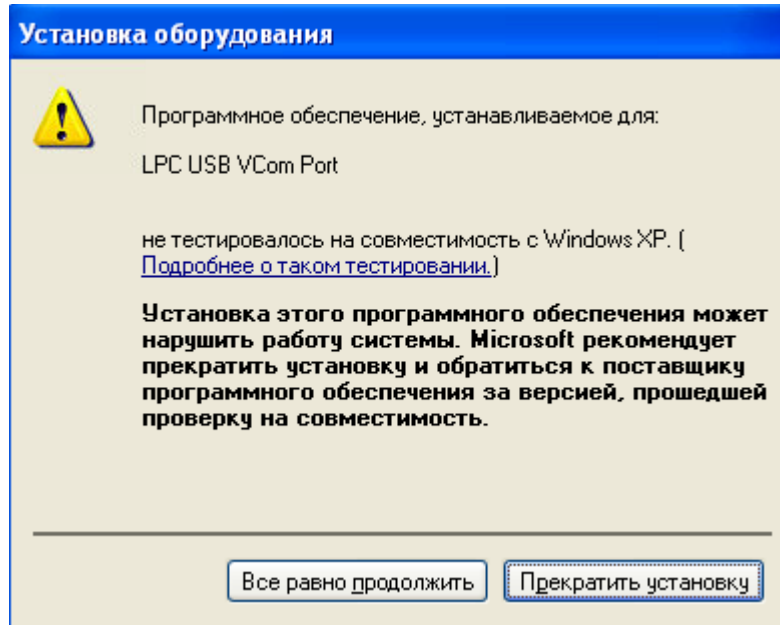 Установка оборудования
Программное обеспечение, устанавливаемое для:
LPC USB VCom Port
не тестировалось на совместимость с Windows XP. (
Подробнее о таком тестировании.)
Установка этого программного обеспечения может
нарушить работу системы. Microsoft рекомендует
прекратить установку и обратиться к поставщику
программного обеспечения за версией, прошедшей
проверку на совместимость.
Все равно продолжить
Прекратить установку